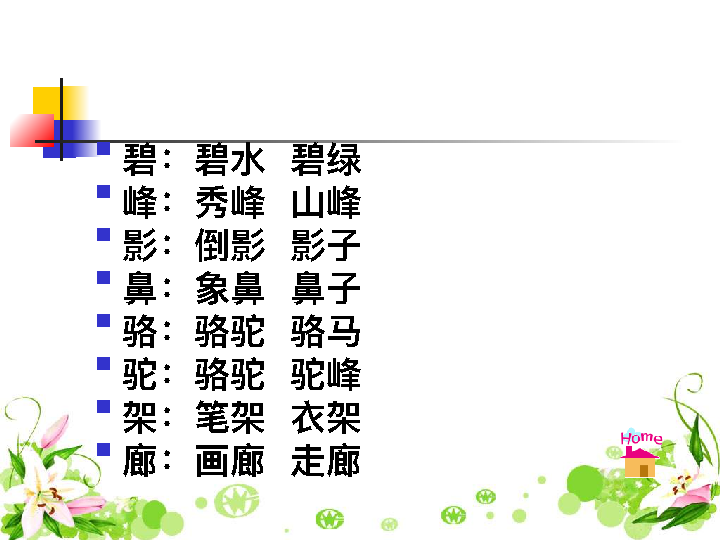 碧：碧水 碧绿
峰：秀峰 山峰
影：倒影 影子
鼻：象鼻 鼻子
骆：骆驼 骆马
驼：骆驼 驼峰
架：笔架 衣架
廊：画廊 走廊
Home